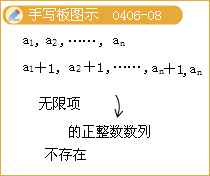 手写板图示 0406-08
a₁, a₂, ……, aₙ
a₁+1, a₂+1, ……, aₙ+1, aₙ
无限项
的正整数数列
不存在